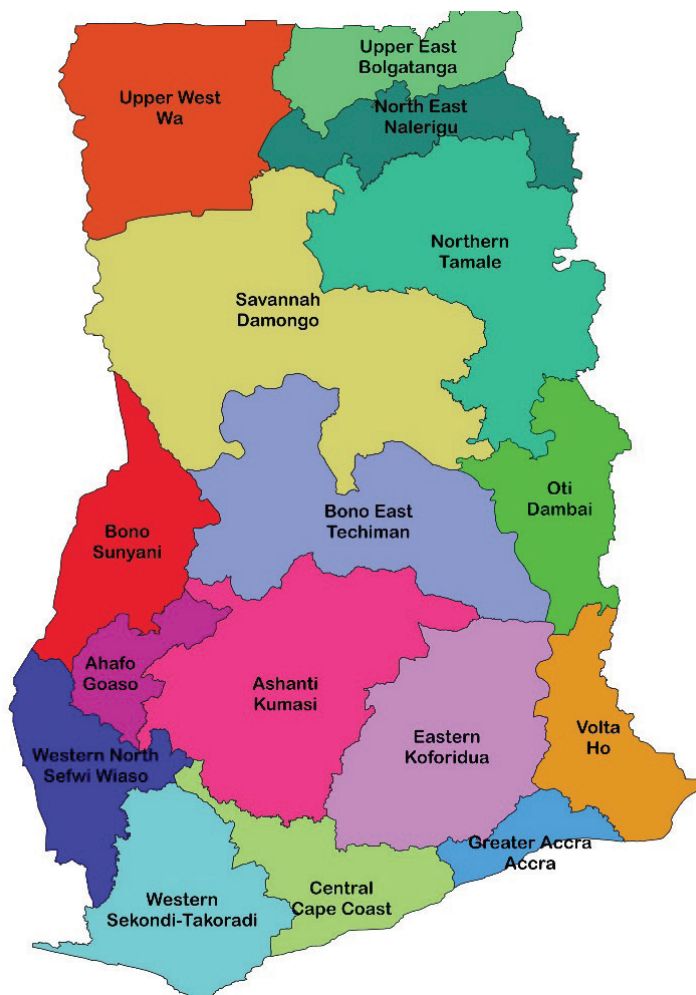 Upper East
Bolgatanga
Upper West
Wa
North East
Nalerigu
Northern
Tamale
Savannah
Damongo
Oti
Dambai
Bono East
Techiman
Bono
Sunyani
Ahafo
Goaso
Ashanti
Kumasi
Volta
Ho
Eastern
Koforidua
Western North
Sefwi Wiaso
Greater Accra
Accra
Central
Cape Coast
Western
Sekondi-Takoradi